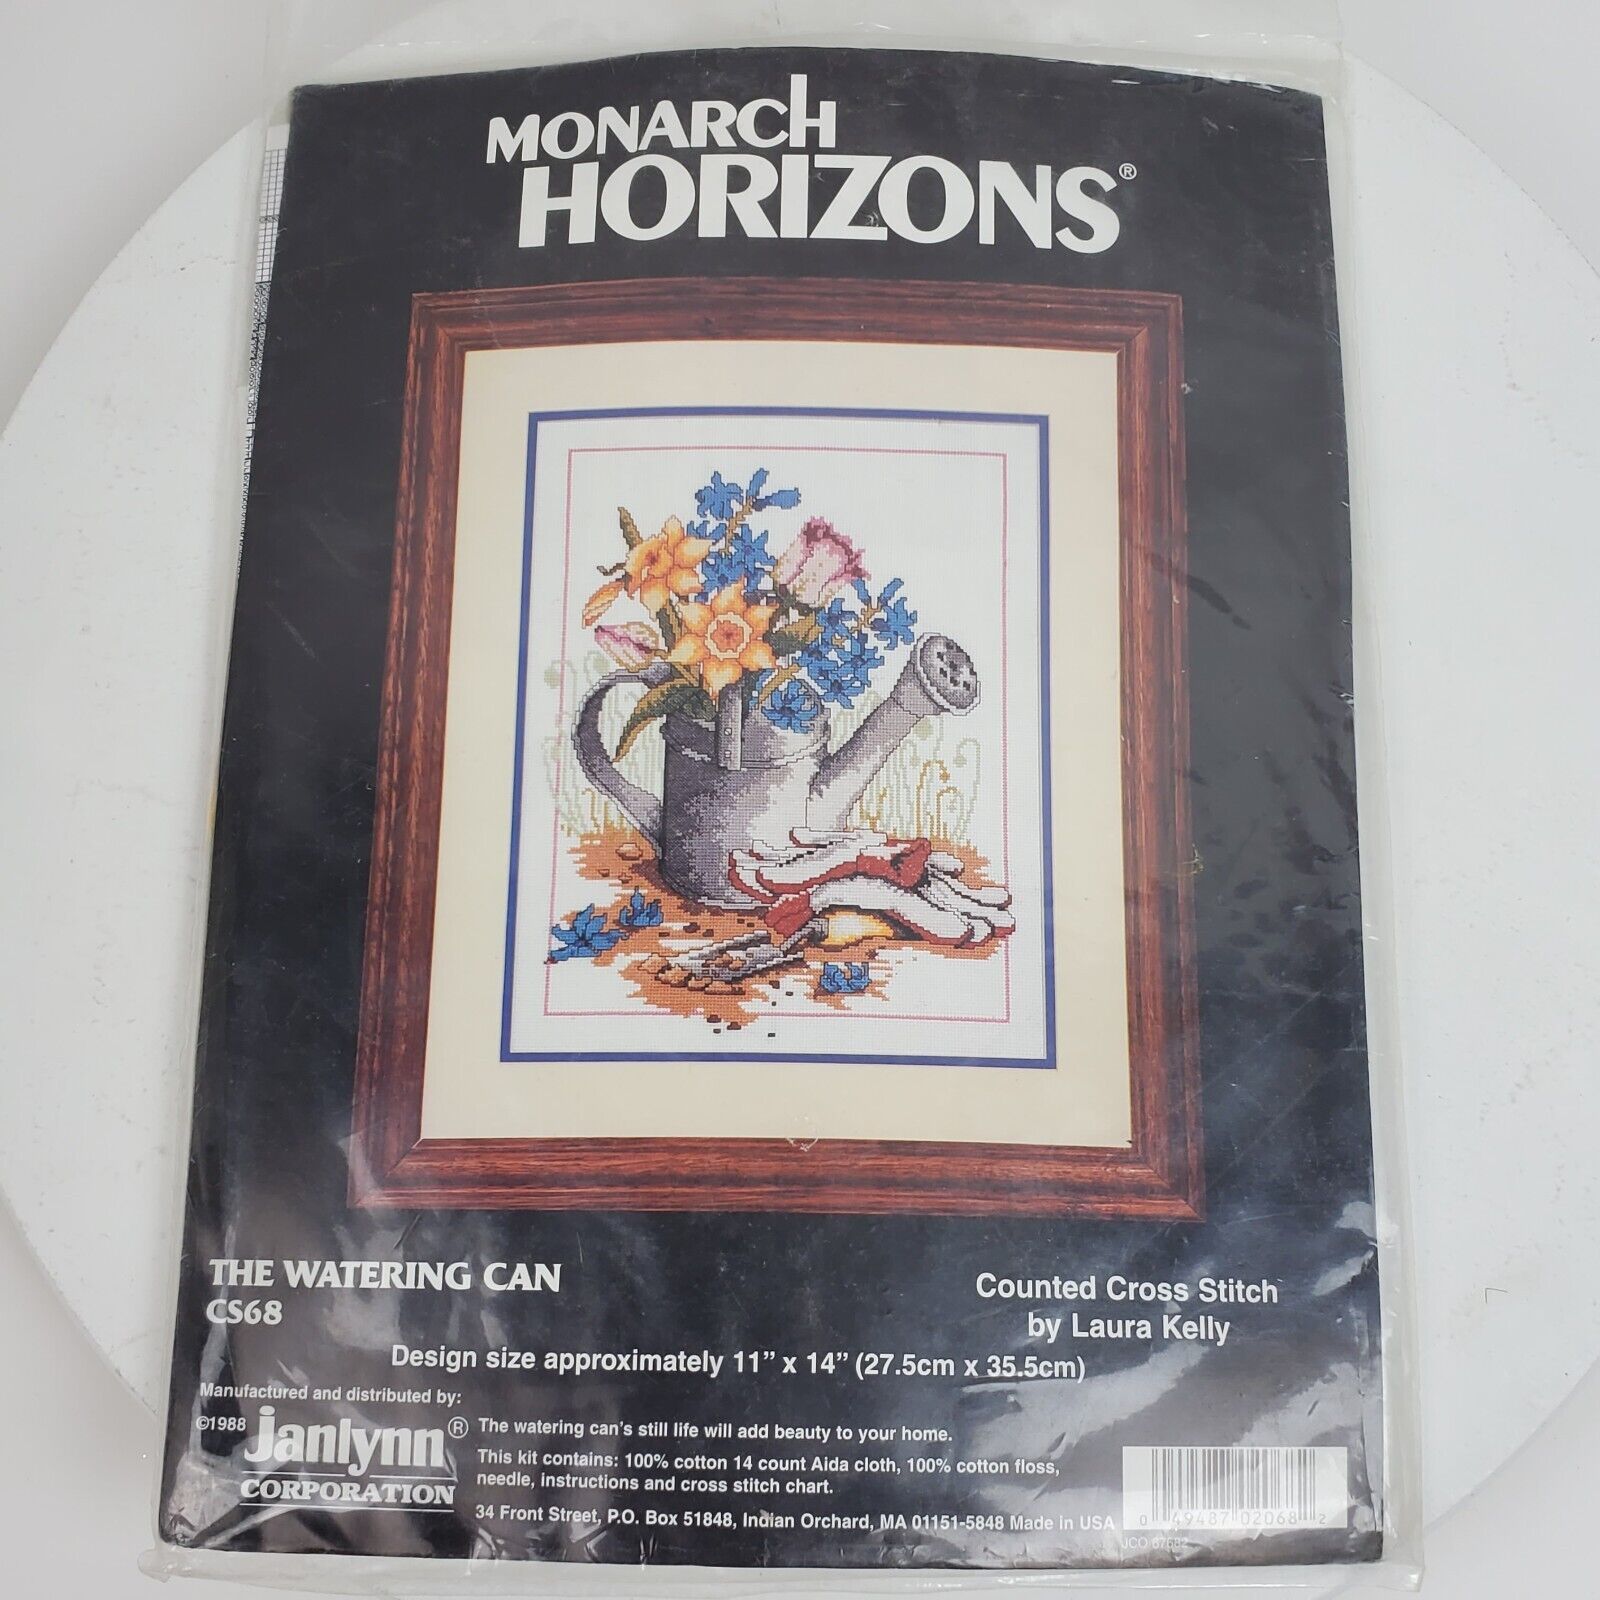 MONARCH
HORIZONS®
THE WATERING CAN
CS68
Counted Cross Stitch
by Laura Kelly
Design size approximately 11” x 14” (27.5cm x 35.5cm)
Manufactured and distributed by:
©1988 Janlynn®
CORPORATION
The watering can's still life will add beauty to your home.
This kit contains: 100% cotton 14 count Aida cloth, 100% cotton floss,
needle, instructions and cross stitch chart.
34 Front Street, P.O. Box 51848, Indian Orchard, MA 01151-5848 Made in USA
0 49487 02068 2
JCO 67682